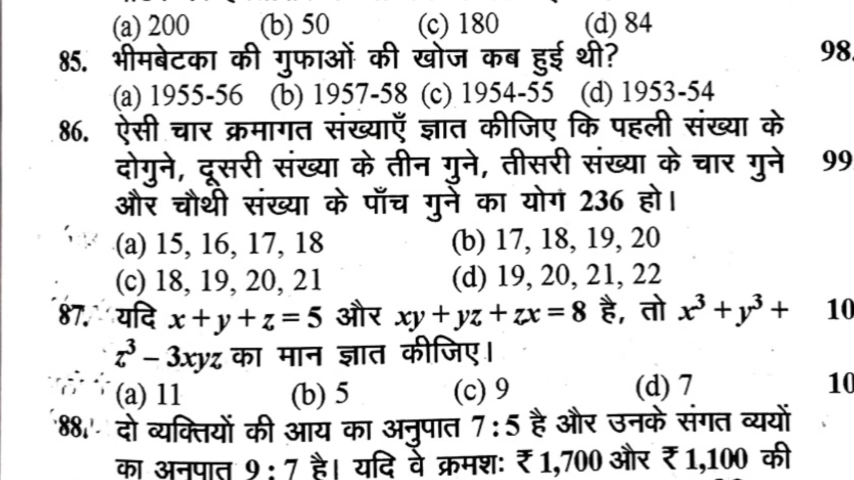 (a) 200 (b) 50 (c) 180 (d) 84
85. भीमबेटका की गुफाओं की खोज कब हुई थी?
98.
(a) 1955-56 (b) 1957-58 (c) 1954-55 (d) 1953-54
86. ऐसी चार क्रमागत संख्याएँ ज्ञात कीजिए कि पहली संख्या के
दोगुने, दूसरी संख्या के तीन गुने, तीसरी संख्या के चार गुने
99
और चौथी संख्या के पाँच गुने का योग 236 हो।
(a) 15, 16, 17, 18 (b) 17, 18, 19, 20
(c) 18, 19, 20, 21 (d) 19, 20, 21, 22
87. यदि x + y + z = 5 और xy + yz + zx = 8 है, तो x³ + y³ +
10
z³ – 3xyz का मान ज्ञात कीजिए।
(a) 11 (b) 5 (c) 9 (d) 7
10
88. दो व्यक्तियों की आय का अनुपात 7 : 5 है और उनके संगत व्ययों
का अनुपात 9 : 7 है। यदि वे क्रमशः ₹ 1,700 और ₹ 1,100 की